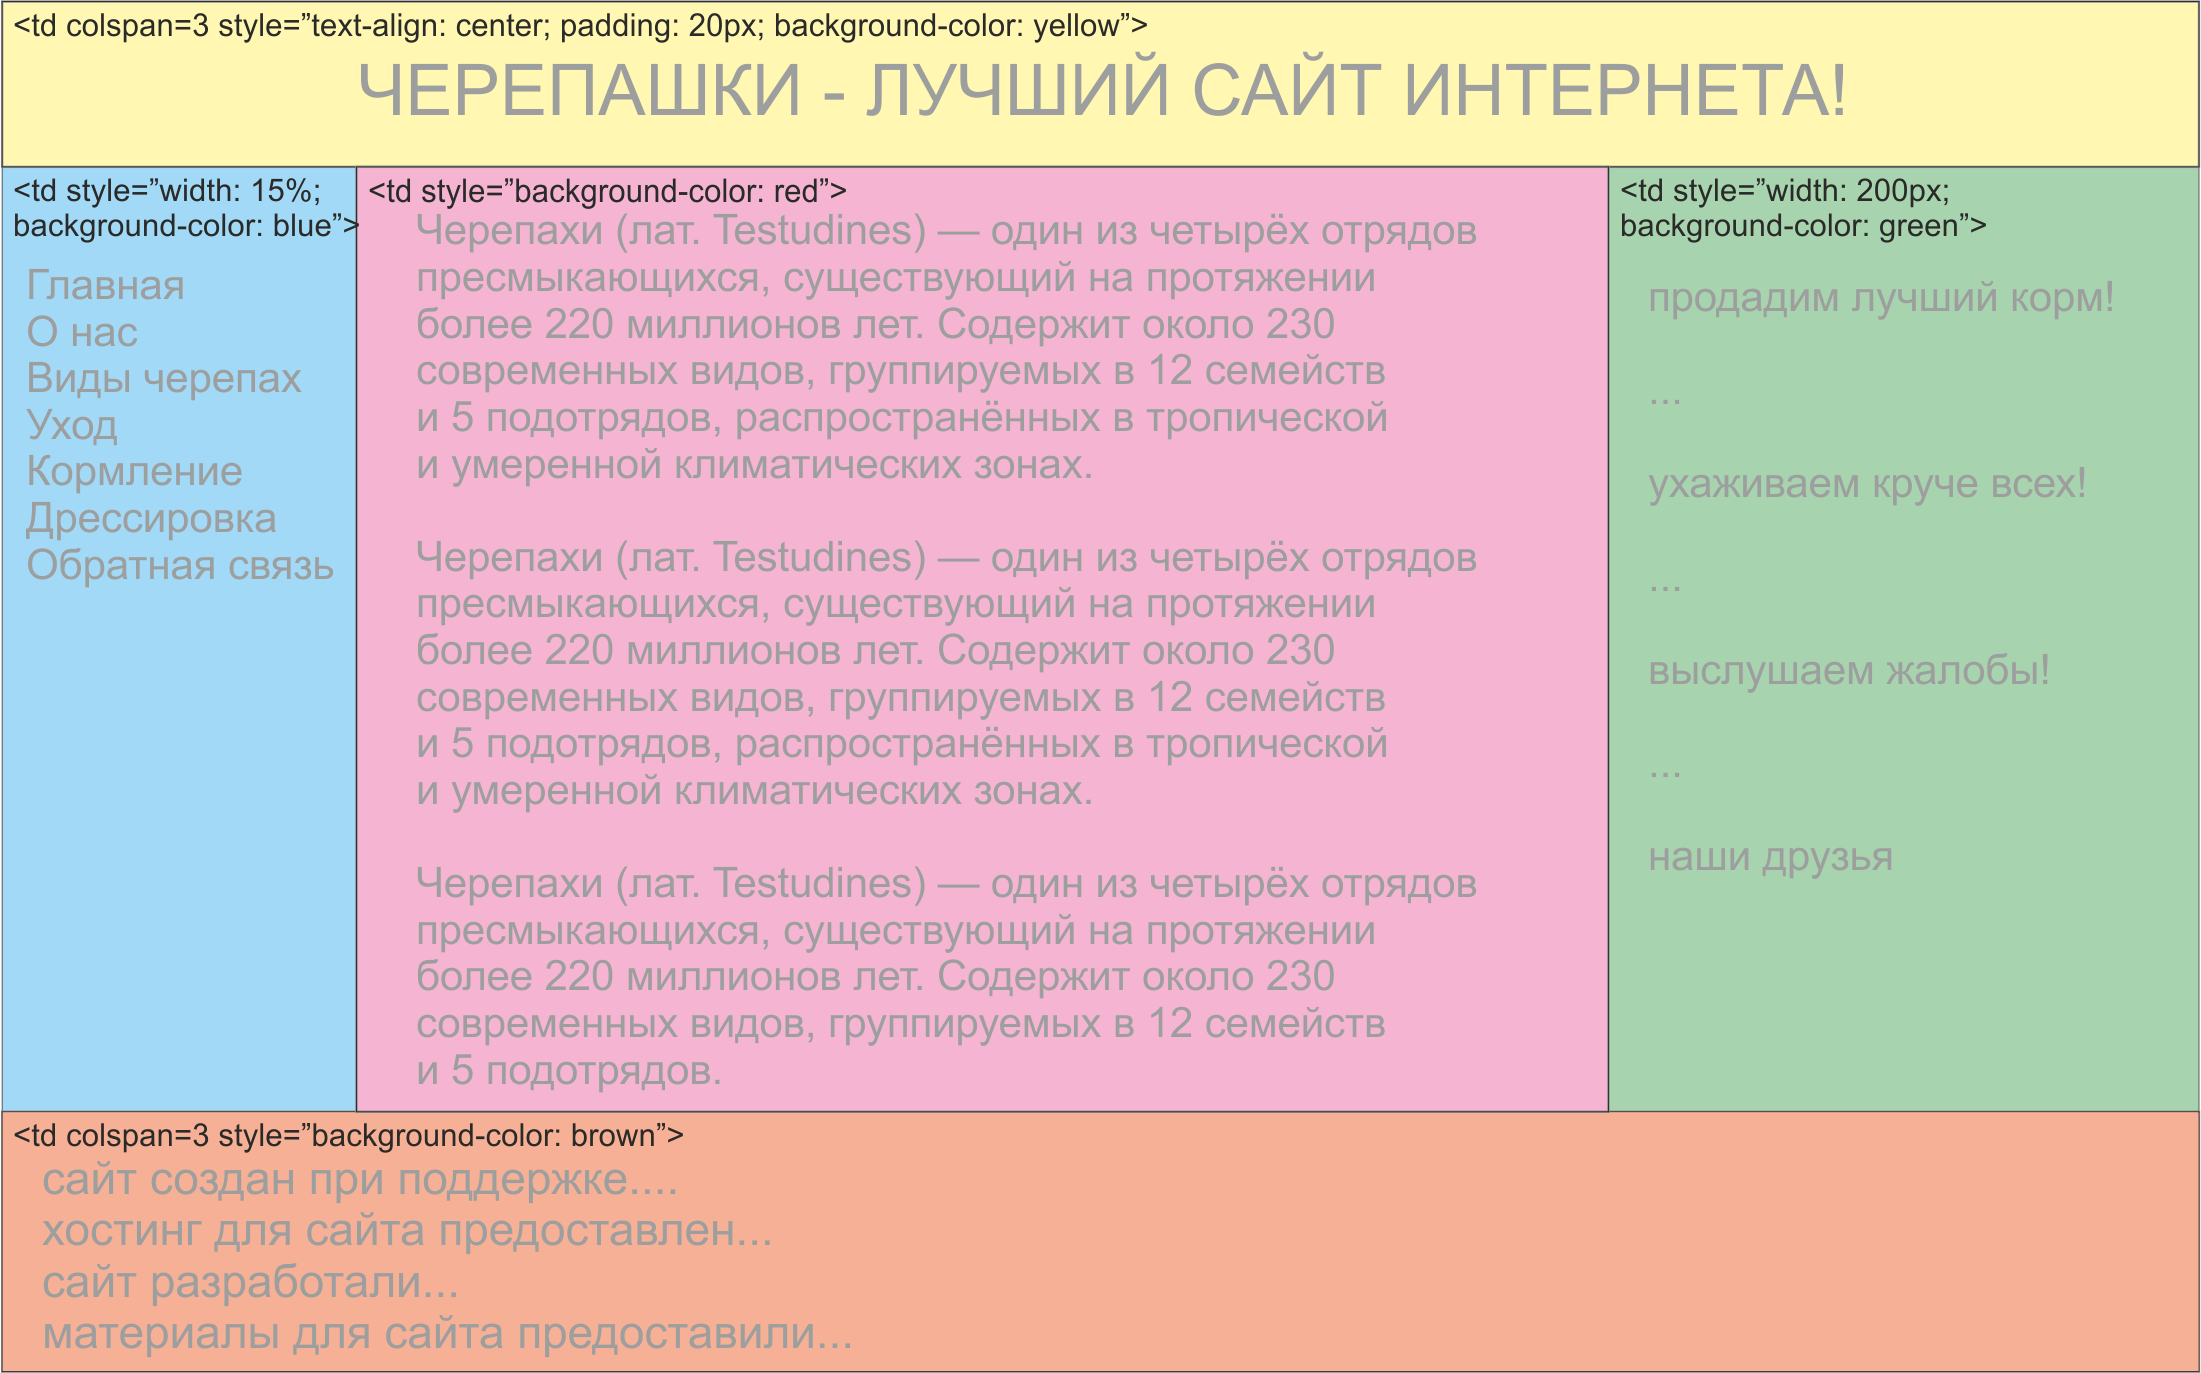 <td colspan=3 style=”text-align: center; padding: 20px; background-color: yellow”>
ЧЕРЕПАШКИ - ЛУЧШИЙ САЙТ ИНТЕРНЕТА!
<td style=”width: 15%;
background-color: blue”>
Главная
О нас
Виды черепах
Уход
Кормление
Дрессировка
Обратная связь
<td style=”background-color: red”>
Черепахи (лат. Testudines) — один из четырёх отрядов
пресмыкающихся, существующий на протяжении
более 220 миллионов лет. Содержит около 230
современных видов, группируемых в 12 семейств
и 5 подотрядов, распространённых в тропической
и умеренной климатических зонах.
Черепахи (лат. Testudines) — один из четырёх отрядов
пресмыкающихся, существующий на протяжении
более 220 миллионов лет. Содержит около 230
современных видов, группируемых в 12 семейств
и 5 подотрядов, распространённых в тропической
и умеренной климатических зонах.
Черепахи (лат. Testudines) — один из четырёх отрядов
пресмыкающихся, существующий на протяжении
более 220 миллионов лет. Содержит около 230
современных видов, группируемых в 12 семейств
и 5 подотрядов.
<td style=”width: 200px;
background-color: green”>
продадим лучший корм!
...
ухаживаем круче всех!
...
выслушаем жалобы!
...
наши друзья
<td colspan=3 style=”background-color: brown”>
сайт создан при поддержке....
хостинг для сайта предоставлен...
сайт разработали...
материалы для сайта предоставили...